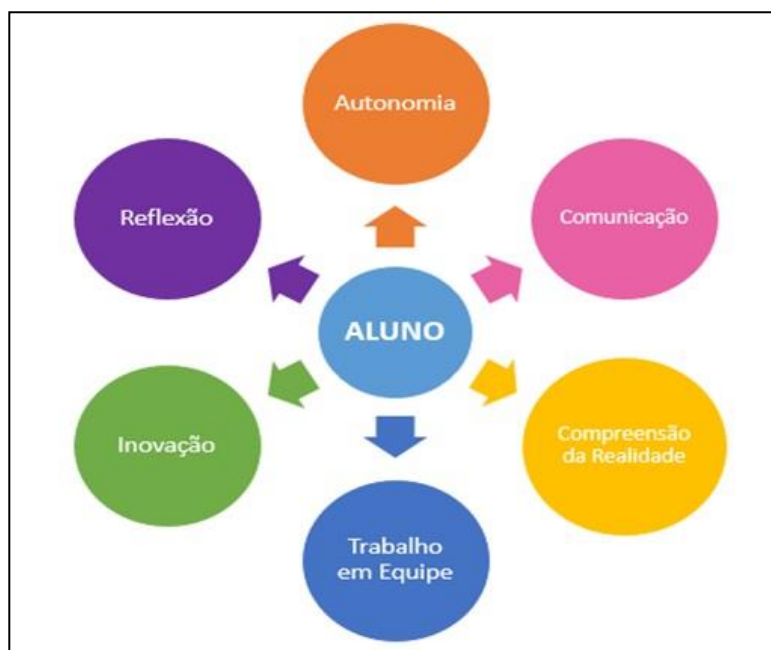 Autonomia
Reflexão
Comunicação
ALUNO
Inovação
Compreensão
da Realidade
Trabalho
em Equipe